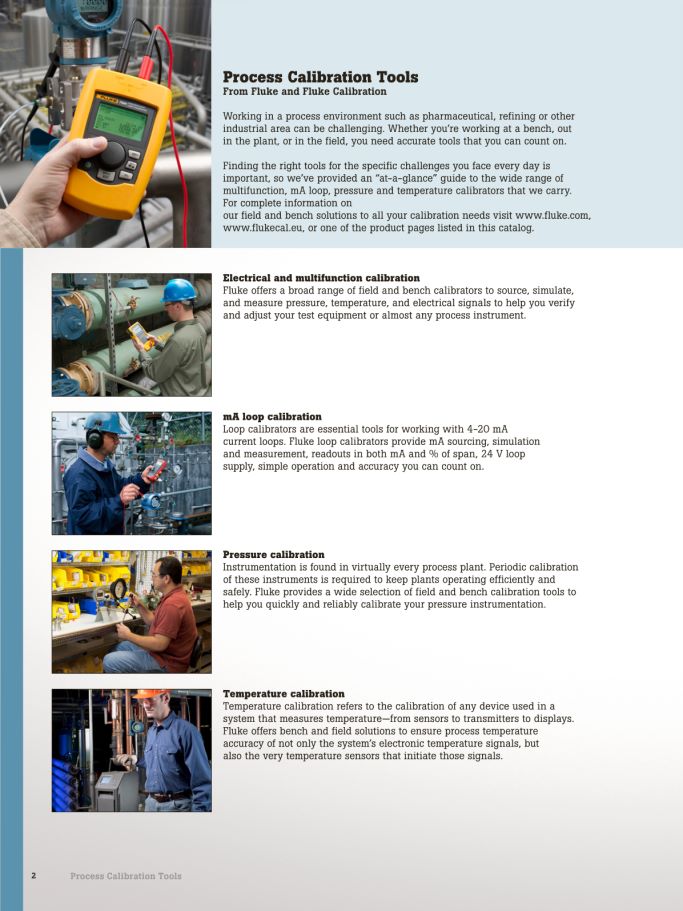 Process Calibration Tools
From Fluke and Fluke Calibration
Working in a process environment such as pharmaceutical, refining or other
industrial area can be challenging. Whether you’re working at a bench, out
in the plant, or in the field, you need accurate tools that you can count on.
Finding the right tools for the specific challenges you face every day is
important, so we’ve provided an “at-a-glance” guide to the wide range of
multifunction, mA loop, pressure and temperature calibrators that we carry.
For complete information on
our field and bench solutions to all your calibration needs visit www.fluke.com,
www.flukecal.eu, or one of the product pages listed in this catalog.
FLUKE
Electrical and multifunction calibration
Fluke offers a broad range of field and bench calibrators to source, simulate,
and measure pressure, temperature, and electrical signals to help you verify
and adjust your test equipment or almost any process instrument.
mA loop calibration
Loop calibrators are essential tools for working with 4-20 mA
current loops. Fluke loop calibrators provide mA sourcing, simulation
and measurement, readouts in both mA and % of span, 24 V loop
supply, simple operation and accuracy you can count on.
Pressure calibration
Instrumentation is found in virtually every process plant. Periodic calibration
of these instruments is required to keep plants operating efficiently and
safely. Fluke provides a wide selection of field and bench calibration tools to
help you quickly and reliably calibrate your pressure instrumentation.
Temperature calibration
Temperature calibration refers to the calibration of any device used in a
system that measures temperature—from sensors to transmitters to displays.
Fluke offers bench and field solutions to ensure process temperature
accuracy of not only the system’s electronic temperature signals, but
also the very temperature sensors that initiate those signals.
2 Process Calibration Tools